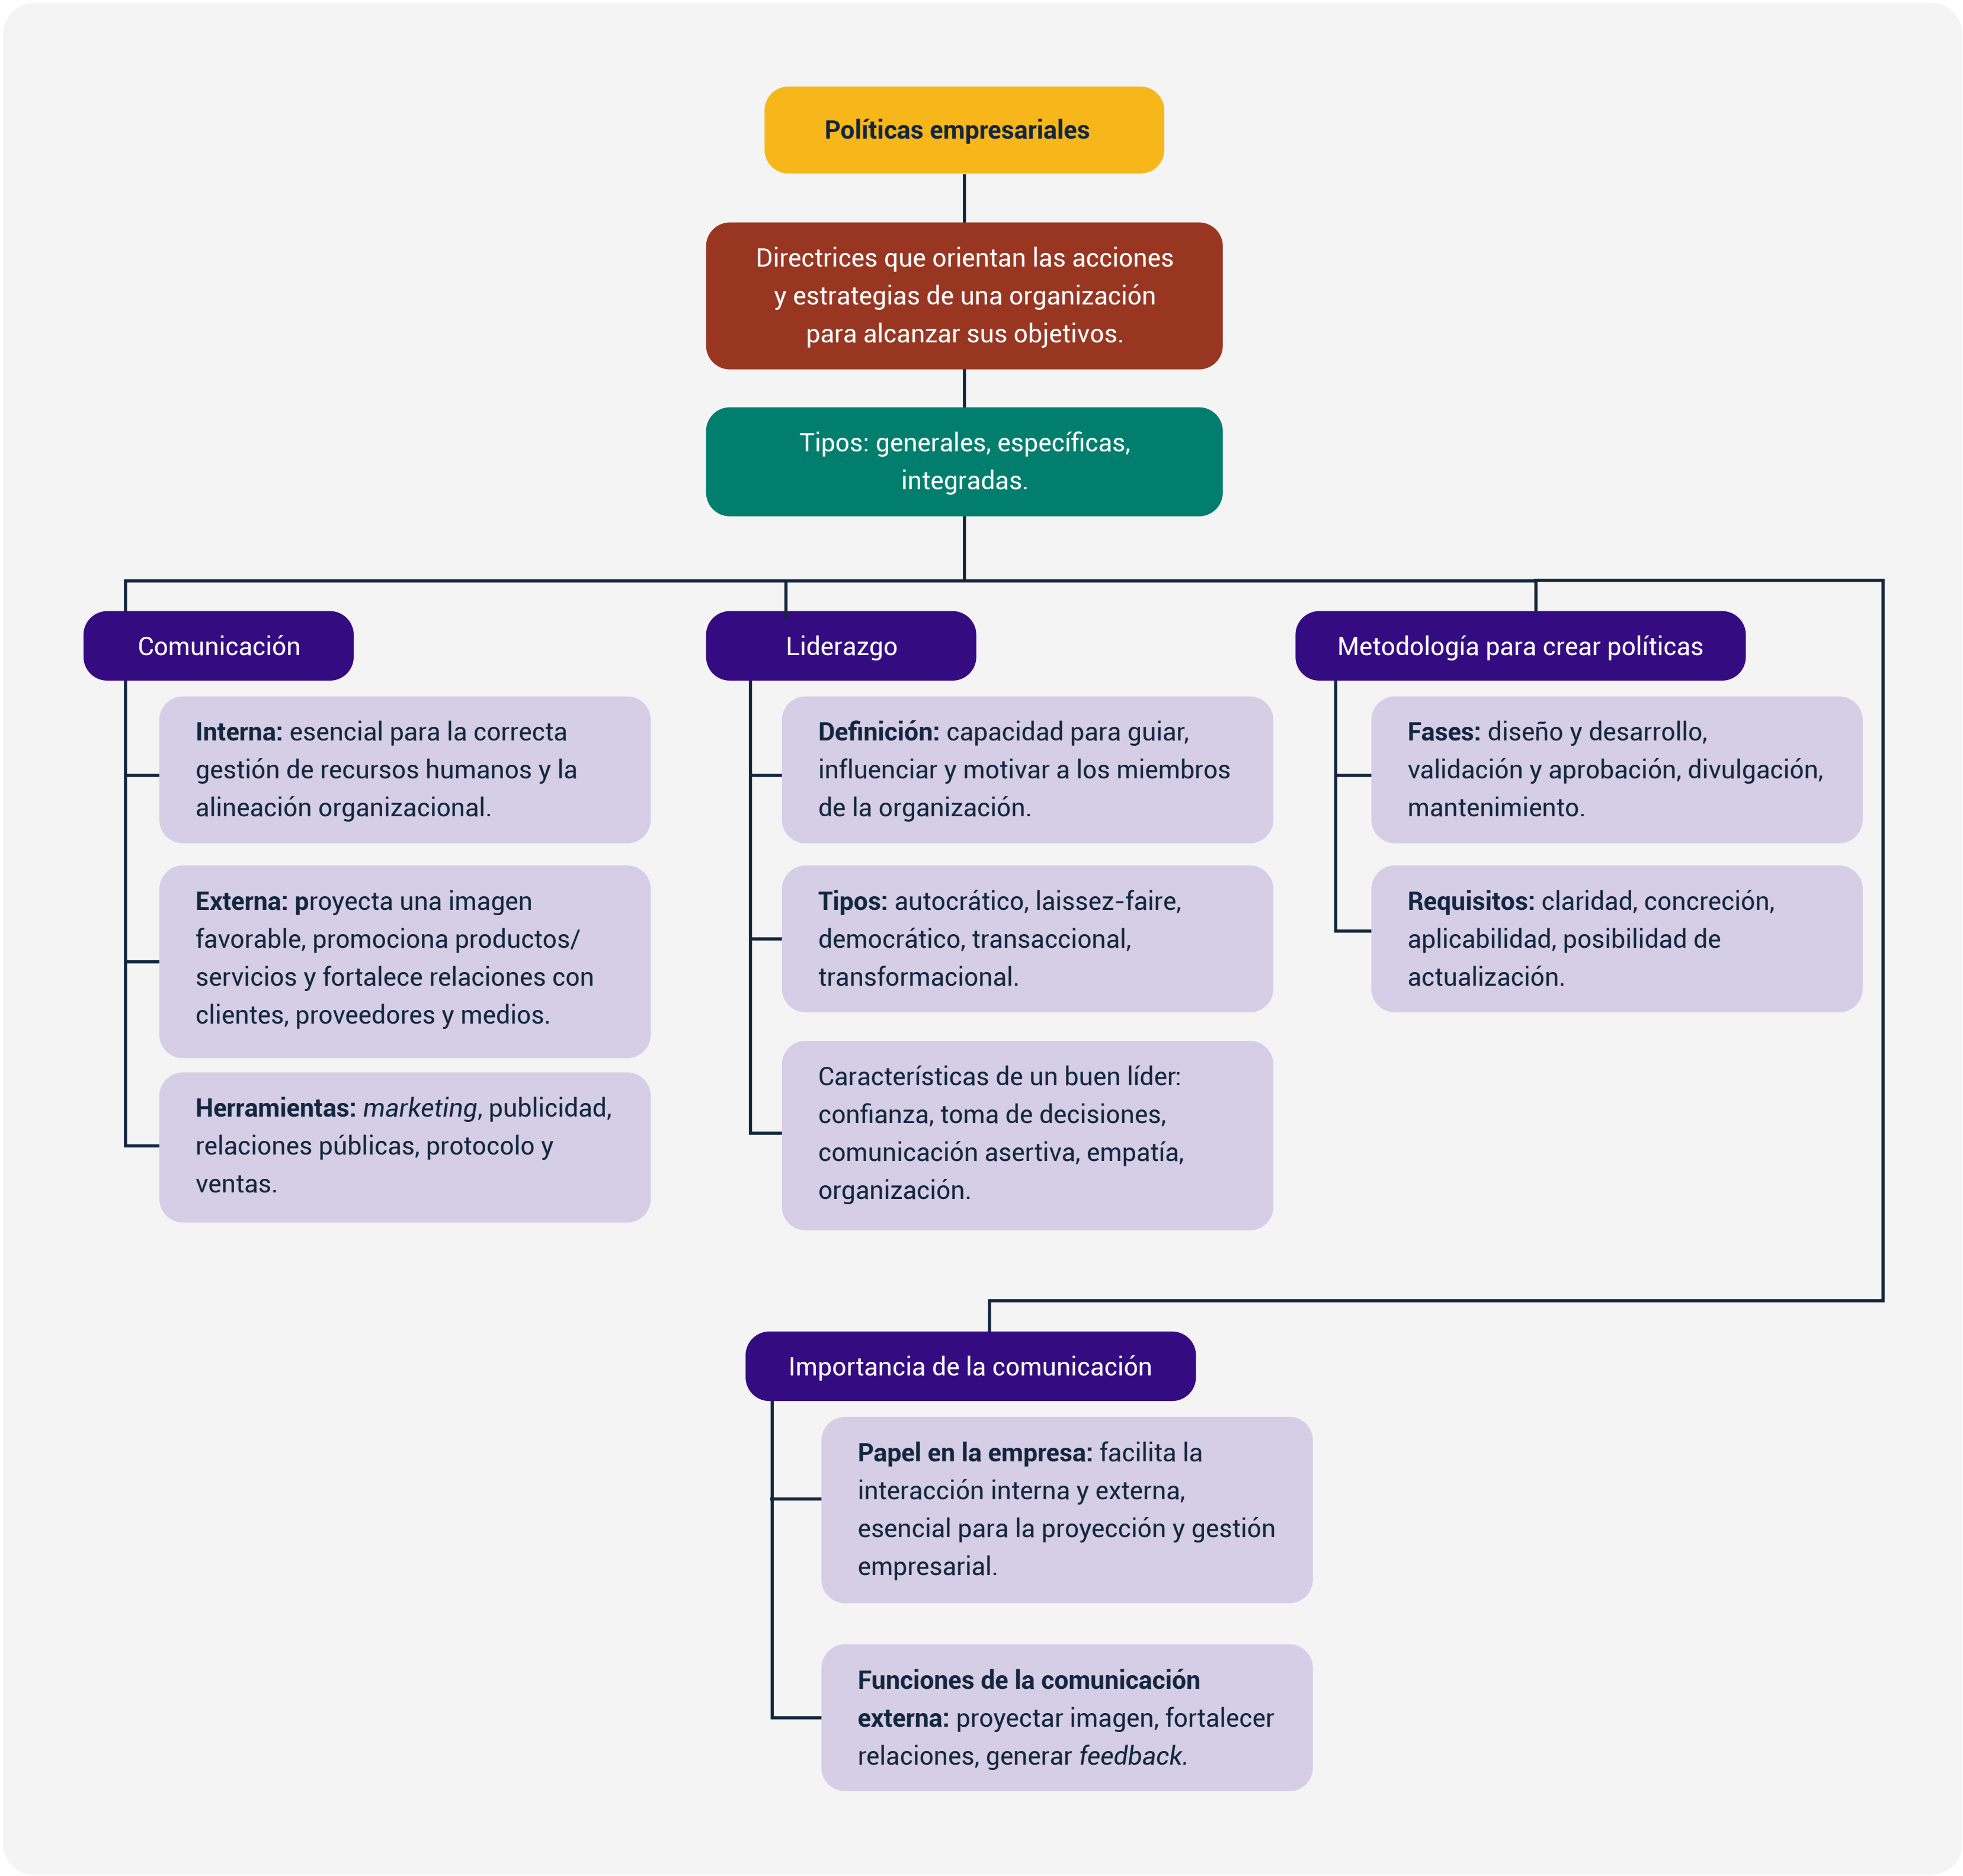 Políticas empresariales
Directrices que orientan las acciones
y estrategias de una organización
para alcanzar sus objetivos.
Tipos: generales, específicas,
integradas.
Comunicación
Interna: esencial para la correcta
gestión de recursos humanos y la
alineación organizacional.
Externa: proyecta una imagen
favorable, promociona productos/
servicios y fortalece relaciones con
clientes, proveedores y medios.
Herramientas: marketing, publicidad,
relaciones públicas, protocolo y
ventas.
Liderazgo
Definición: capacidad para guiar,
influenciar y motivar a los miembros
de la organización.
Tipos: autocrático, laissez-faire,
democrático, transaccional,
transformacional.
Características de un buen líder:
confianza, toma de decisiones,
comunicación asertiva, empatía,
organización.
Metodología para crear políticas
Fases: diseño y desarrollo,
validación y aprobación, divulgación,
mantenimiento.
Requisitos: claridad, concreción,
aplicabilidad, posibilidad de
actualización.
Importancia de la comunicación
Papel en la empresa: facilita la
interacción interna y externa,
esencial para la proyección y gestión
empresarial.
Funciones de la comunicación
externa: proyectar imagen, fortalecer
relaciones, generar feedback.